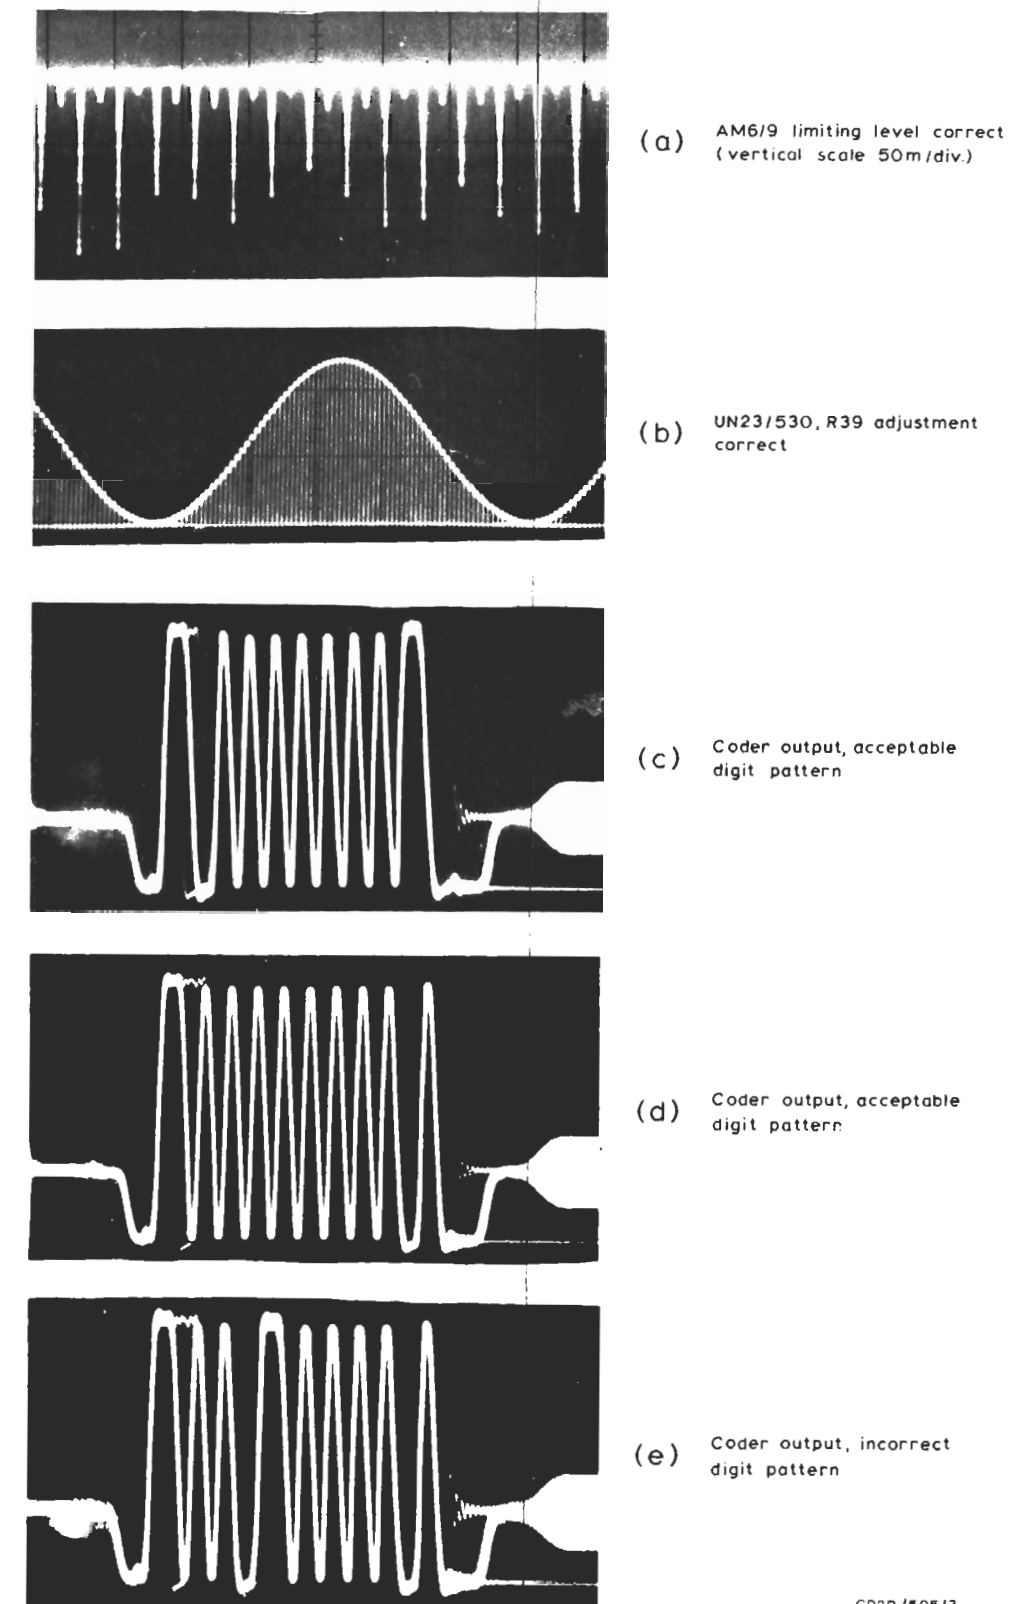 (a) AM6/9 limiting level correct
(vertical scale 50m/div.)
(b) UN23/530, R39 adjustment
correct
(c) Coder output, acceptable
digit pattern
(d) Coder output, acceptable
digit pattern
(e) Coder output, incorrect
digit pattern